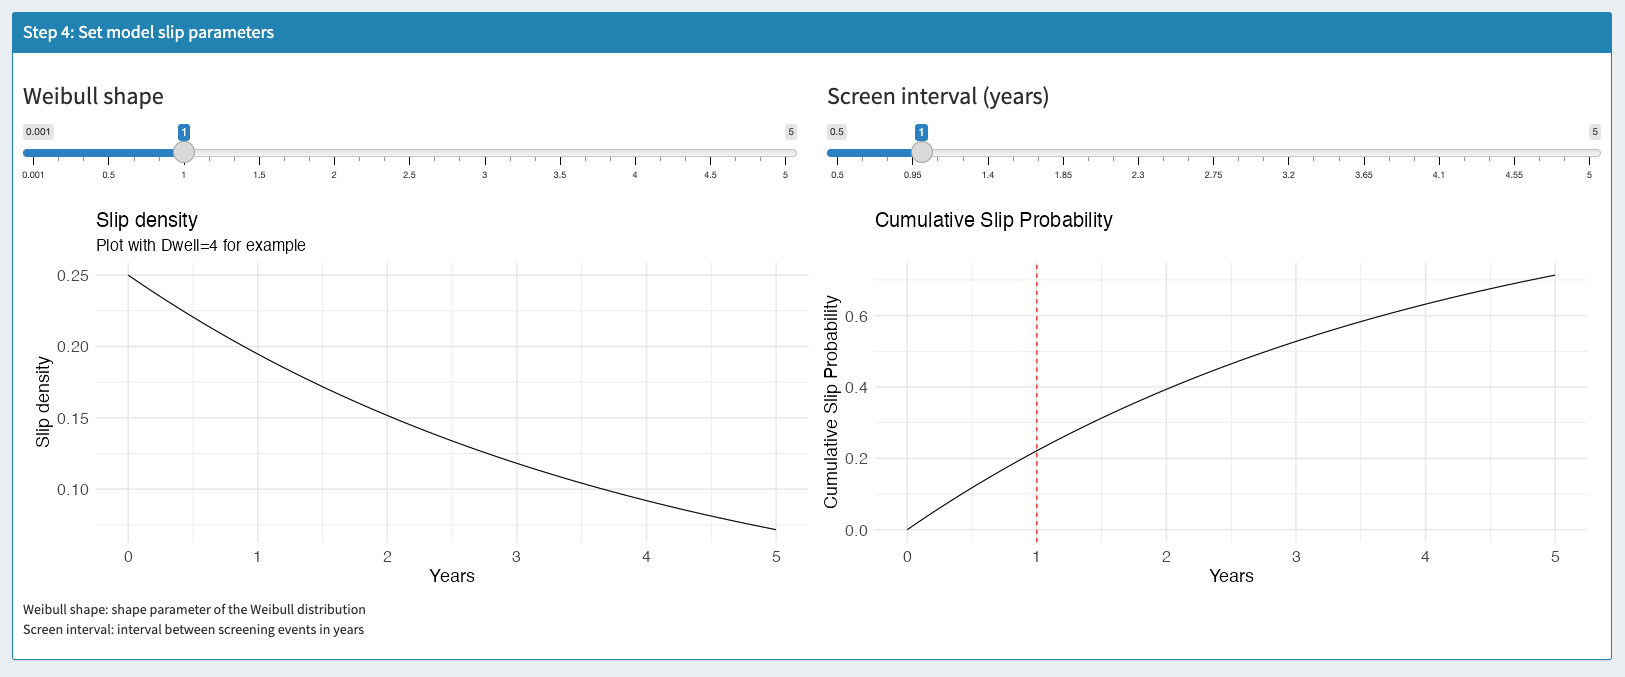 Step 4: Set model slip parameters
Weibull shape
0.001 1 5
0.001 0.5 1 1.5 2 2.5 3 3.5 4 4.5 5
Screen interval (years)
0.5 1 5
0.5 0.95 1.4 1.85 2.3 2.75 3.2 3.65 4.1 4.55 5
Slip density
Plot with Dwell=4 for example
Slip density
0.25
0.20
0.15
0.10
0 1 2 3 4 5
Years
Cumulative Slip Probability
Cumulative Slip Probability
0.6
0.4
0.2
0.0
0 1 2 3 4 5
Years
Weibull shape: shape parameter of the Weibull distribution
Screen interval: interval between screening events in years